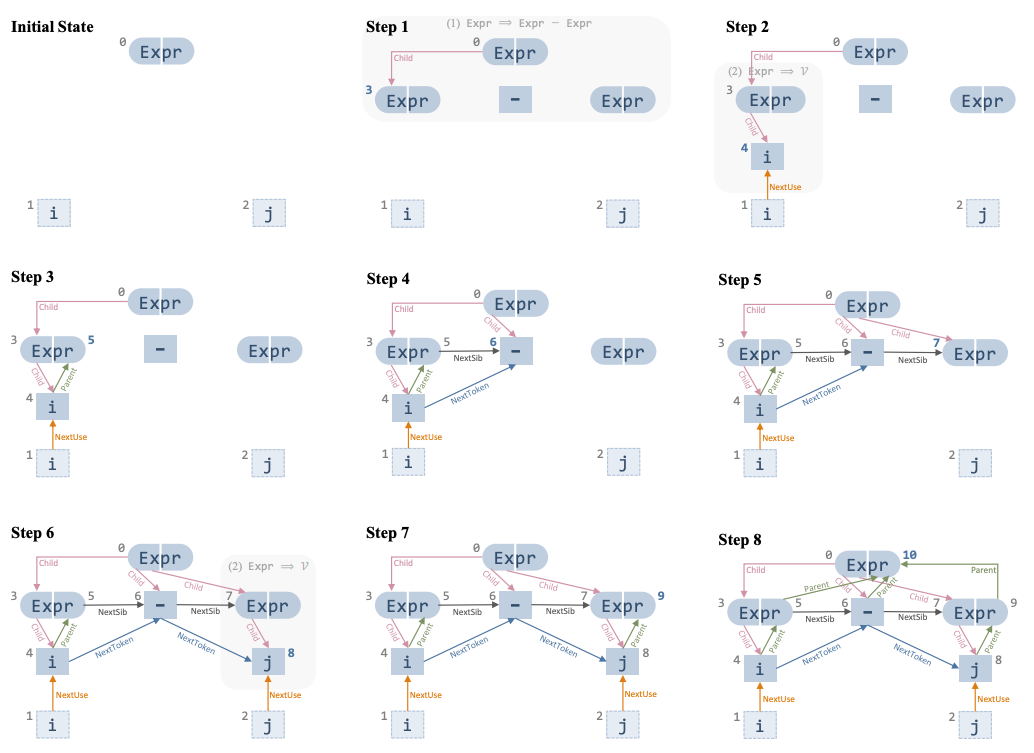 Initial State
0 Expr
1 i
2 j
Step 1
(1) Expr ⟹ Expr − Expr
0 Expr
Child
3 Expr - Expr
1 i
2 j
Step 2
0 Expr
Child
(2) Expr ⟹ 𝒱
3 Expr - Expr
Child
4 i
NextUse
1 i
2 j
Step 3
0 Expr
Child
3 Expr 5 - Expr
Child Parent
4 i
NextUse
1 i
2 j
Step 4
0 Expr
Child
Child
3 Expr 5 6 - Expr
NextSib
Child Parent
4 i
NextToken
NextUse
1 i
2 j
Step 5
0 Expr
Child
Child Child
3 Expr 5 6 - 7 Expr
NextSib NextSib
Child Parent
4 i
NextToken
NextUse
1 i
2 j
Step 6
0 Expr
Child
(2) Expr ⟹ 𝒱
Child Child
3 Expr 5 6 - 7 Expr
NextSib NextSib
Child Parent Child
4 i j 8
NextToken NextToken
NextUse NextUse
1 i
2 j
Step 7
0 Expr
Child
Child Child
3 Expr 5 6 - 7 Expr 9
NextSib NextSib
Child Parent Child Parent
4 i j 8
NextToken NextToken
NextUse NextUse
1 i
2 j
Step 8
0 Expr 10
Child Parent
Parent Child Parent Child
3 Expr 5 6 - 7 Expr 9
NextSib NextSib
Child Parent Child Parent
4 i j 8
NextToken NextToken
NextUse NextUse
1 i
2 j